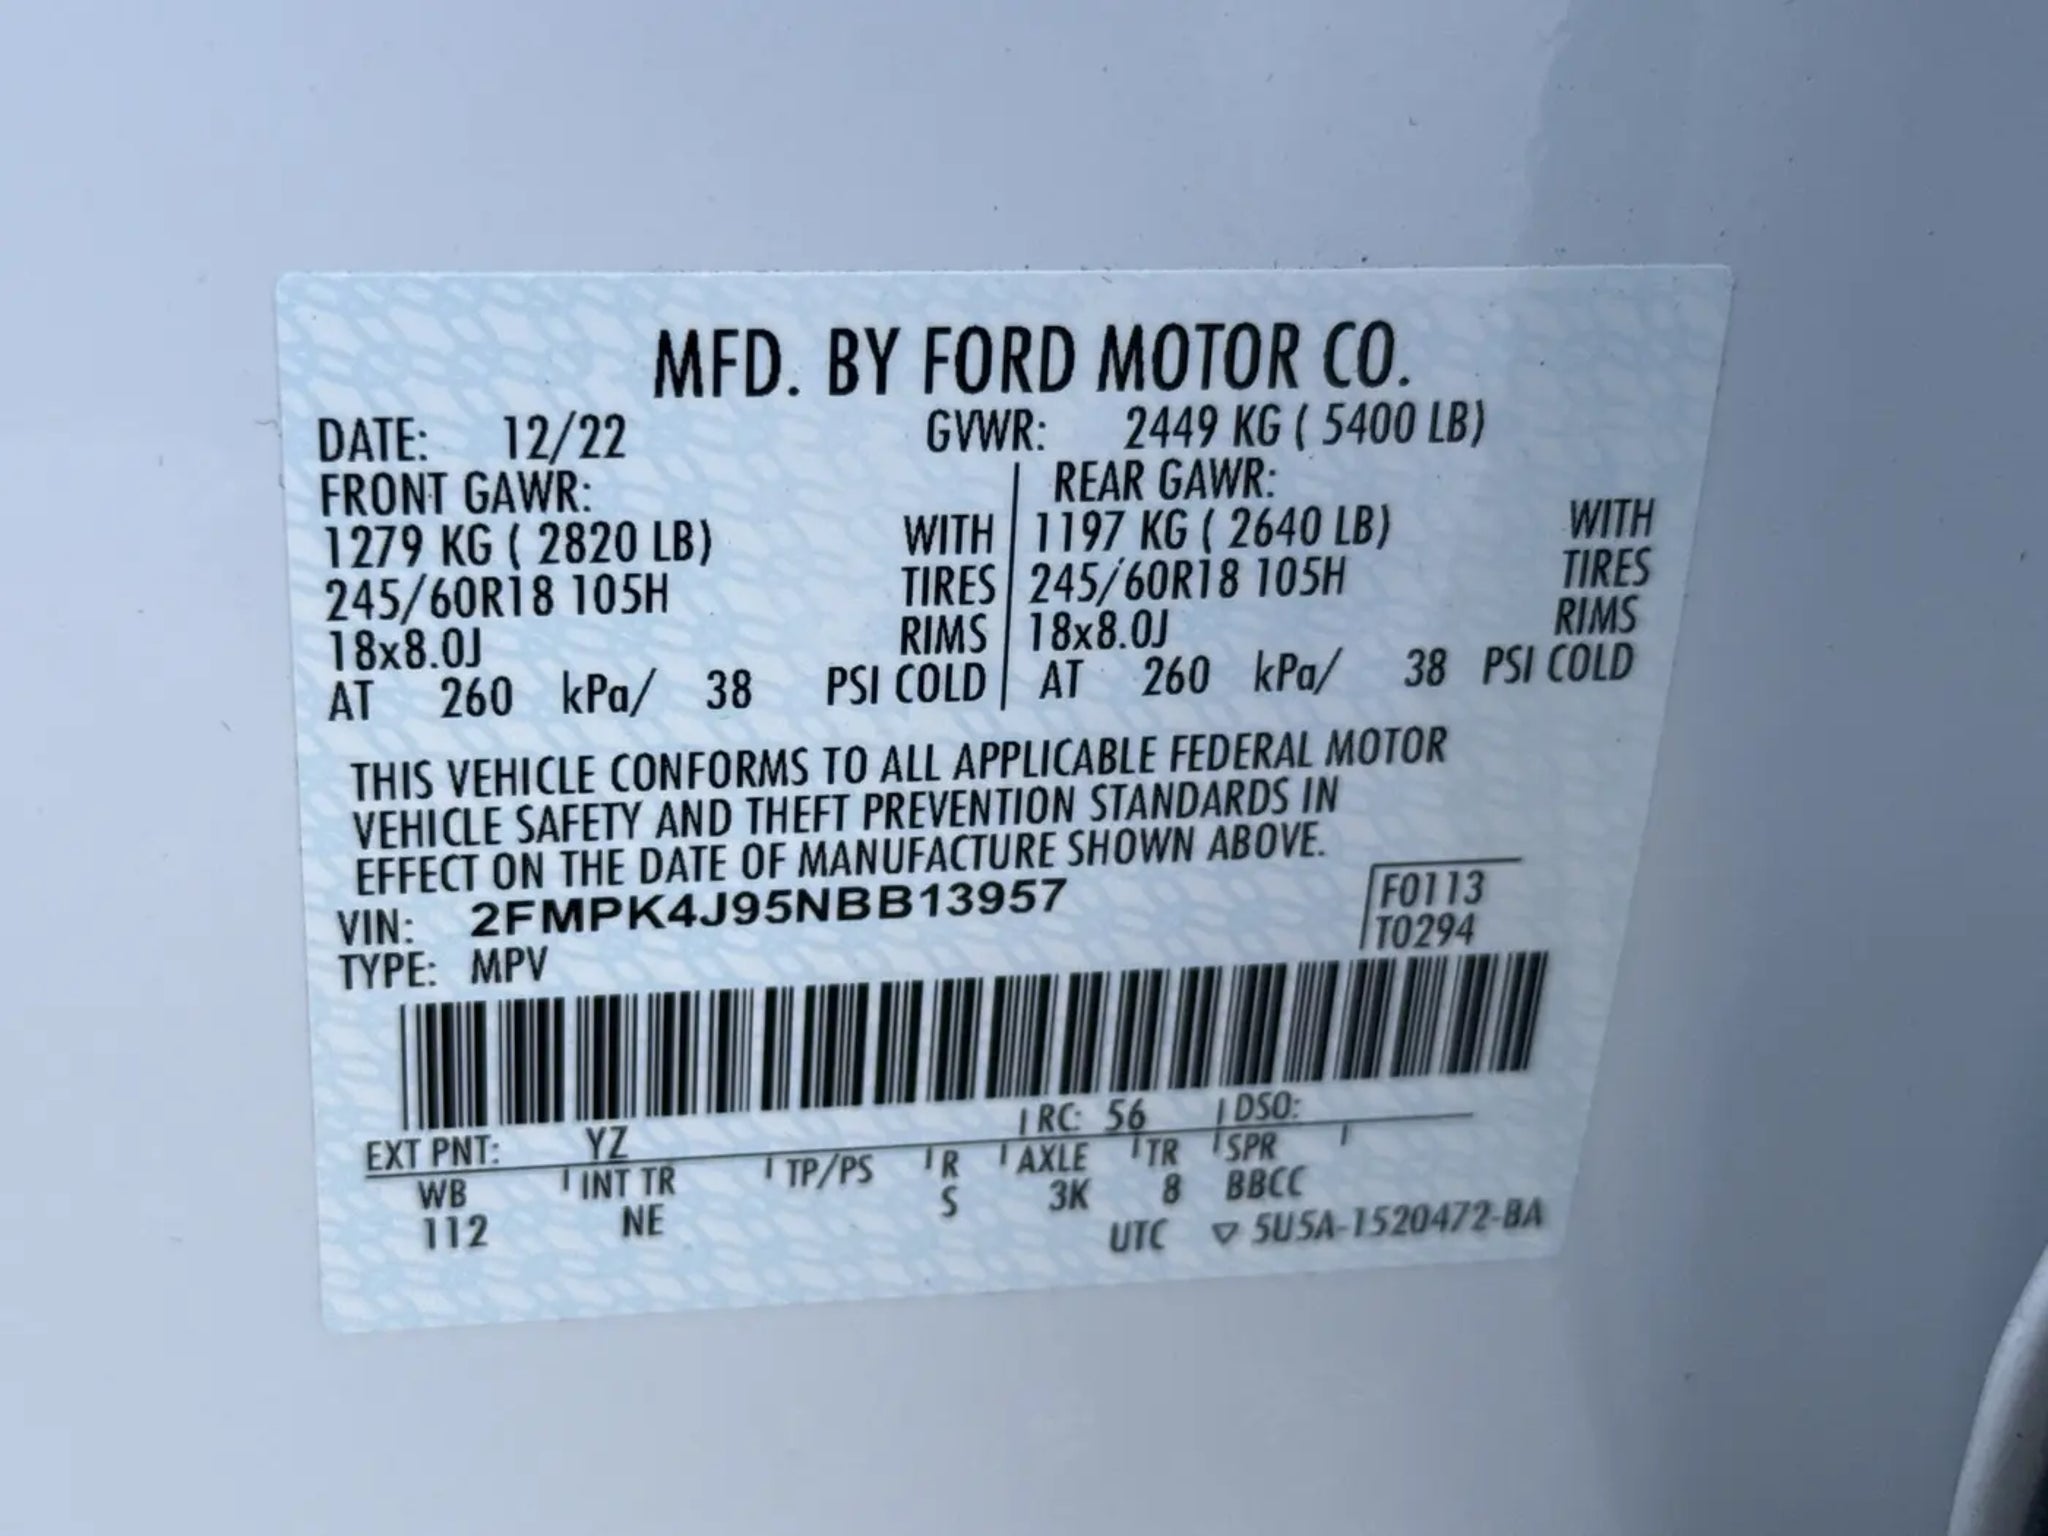 MFD. BY FORD MOTOR CO.
DATE: 12/22 GVWR: 2449 KG ( 5400 LB)
FRONT GAWR: REAR GAWR:
1279 KG ( 2820 LB) WITH 1197 KG ( 2640 LB) WITH
245/60R18 105H TIRES 245/60R18 105H TIRES
18x8.0J RIMS 18x8.0J RIMS
AT 260 kPa/ 38 PSI COLD AT 260 kPa/ 38 PSI COLD
THIS VEHICLE CONFORMS TO ALL APPLICABLE FEDERAL MOTOR
VEHICLE SAFETY AND THEFT PREVENTION STANDARDS IN
EFFECT ON THE DATE OF MANUFACTURE SHOWN ABOVE.
VIN: 2FMPK4J95NBB13957 F0113
TYPE: MPV T0294
EXT PNT: YZ RC: 56 DSO:
WB INT TR TP/PS R AXLE TR SPR
112 NE S 3K 8 BBCC
UTC ▽ 5U5A-1520472-BA